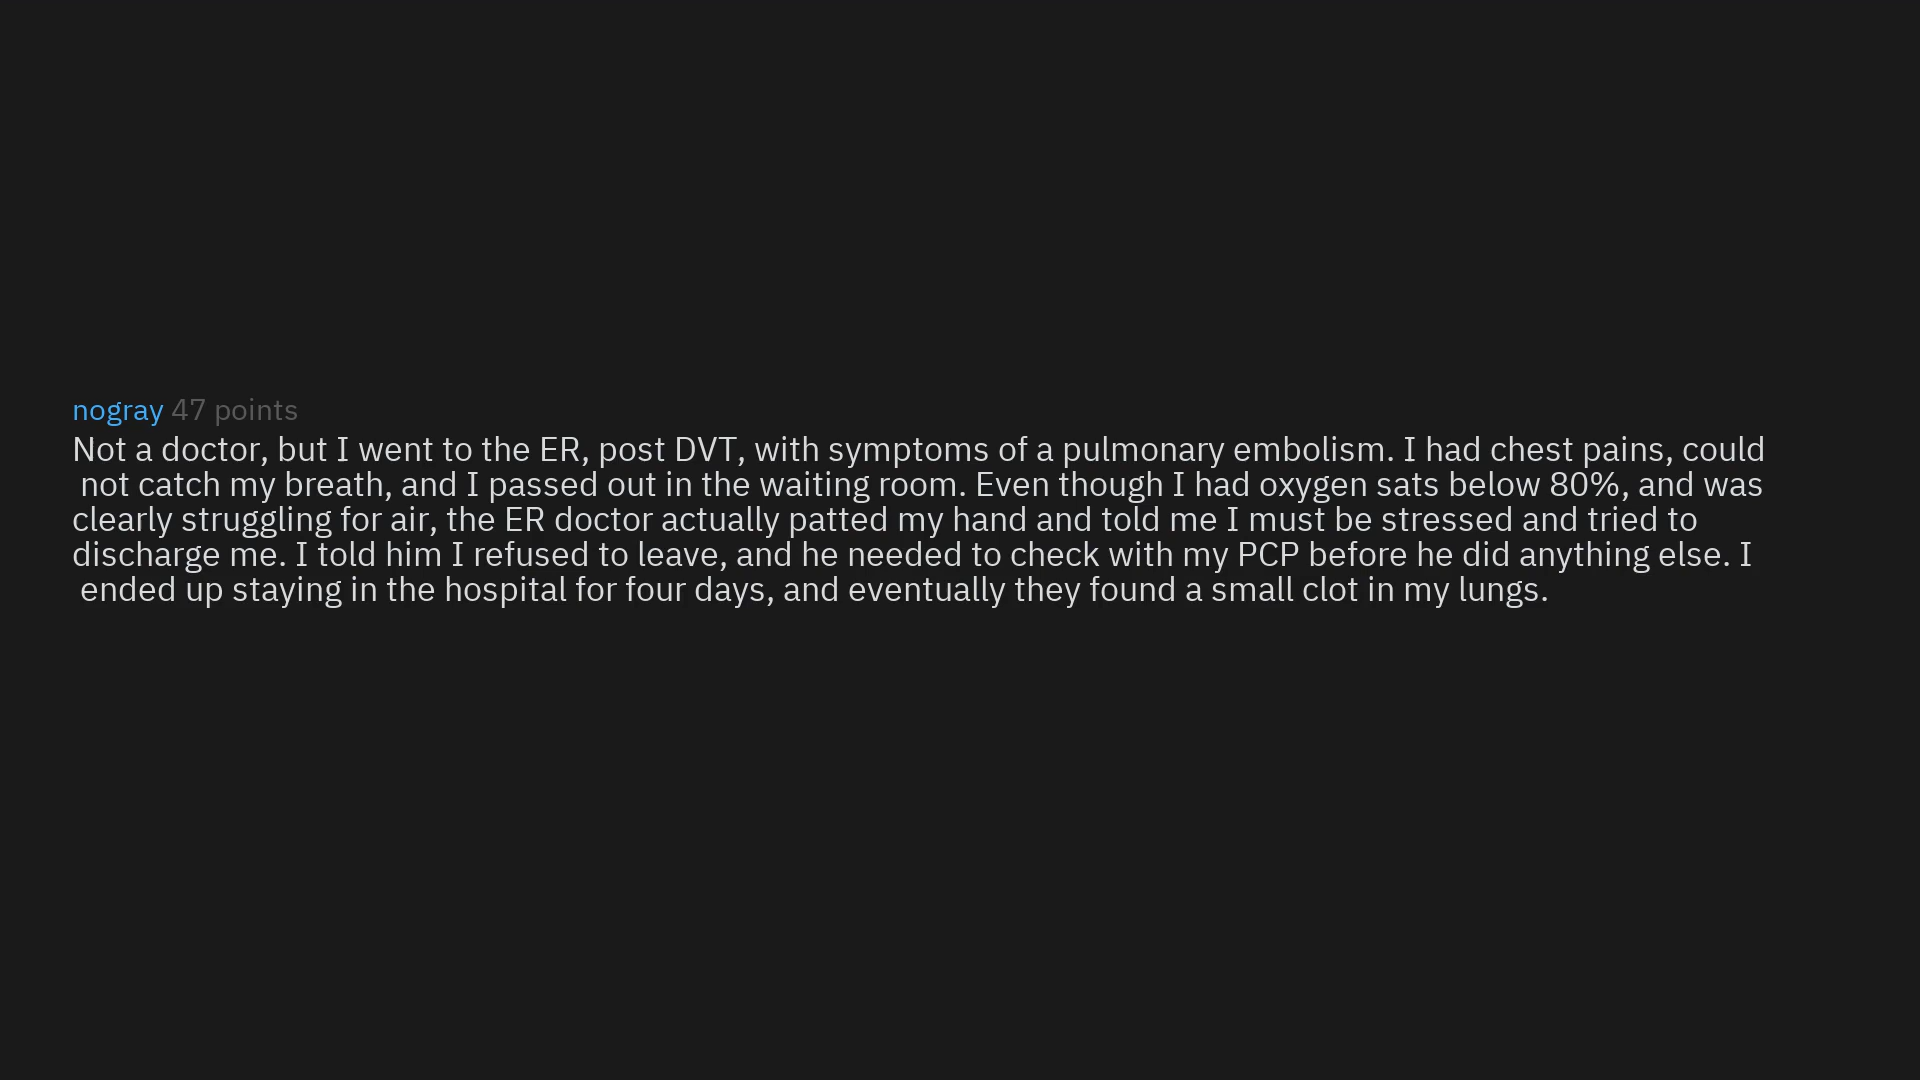 nogray 47 points
Not a doctor, but I went to the ER, post DVT, with symptoms of a pulmonary embolism. I had chest pains, could
not catch my breath, and I passed out in the waiting room. Even though I had oxygen sats below 80%, and was
clearly struggling for air, the ER doctor actually patted my hand and told me I must be stressed and tried to
discharge me. I told him I refused to leave, and he needed to check with my PCP before he did anything else. I
ended up staying in the hospital for four days, and eventually they found a small clot in my lungs.